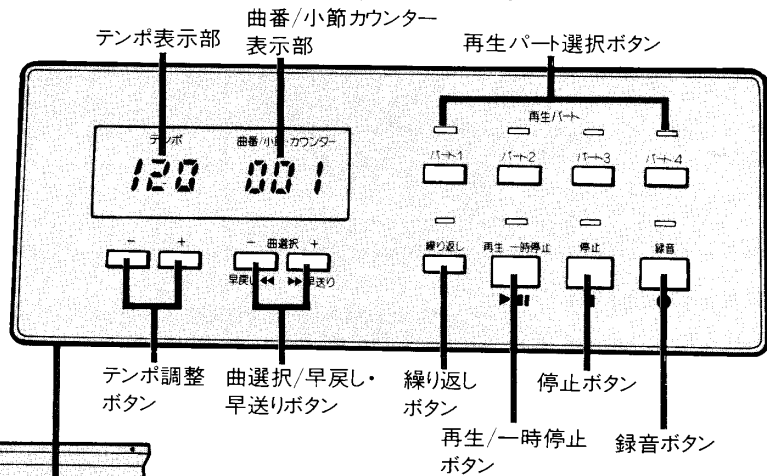 曲番/小節カウンター
テンポ表示部 表示部 再生パート選択ボタン
再生パート
テンポ 曲番/小節・カウンター
120 001
パート1 パート2 パート3 パート4
− + − 曲選択 + 繰り返し 再生 一時停止 停止 録音
早戻し◀◀ ▶▶早送り
テンポ調整 曲選択/早戻し・ 繰り返し 停止ボタン
ボタン 早送りボタン ボタン
再生/一時停止 録音ボタン
ボタン